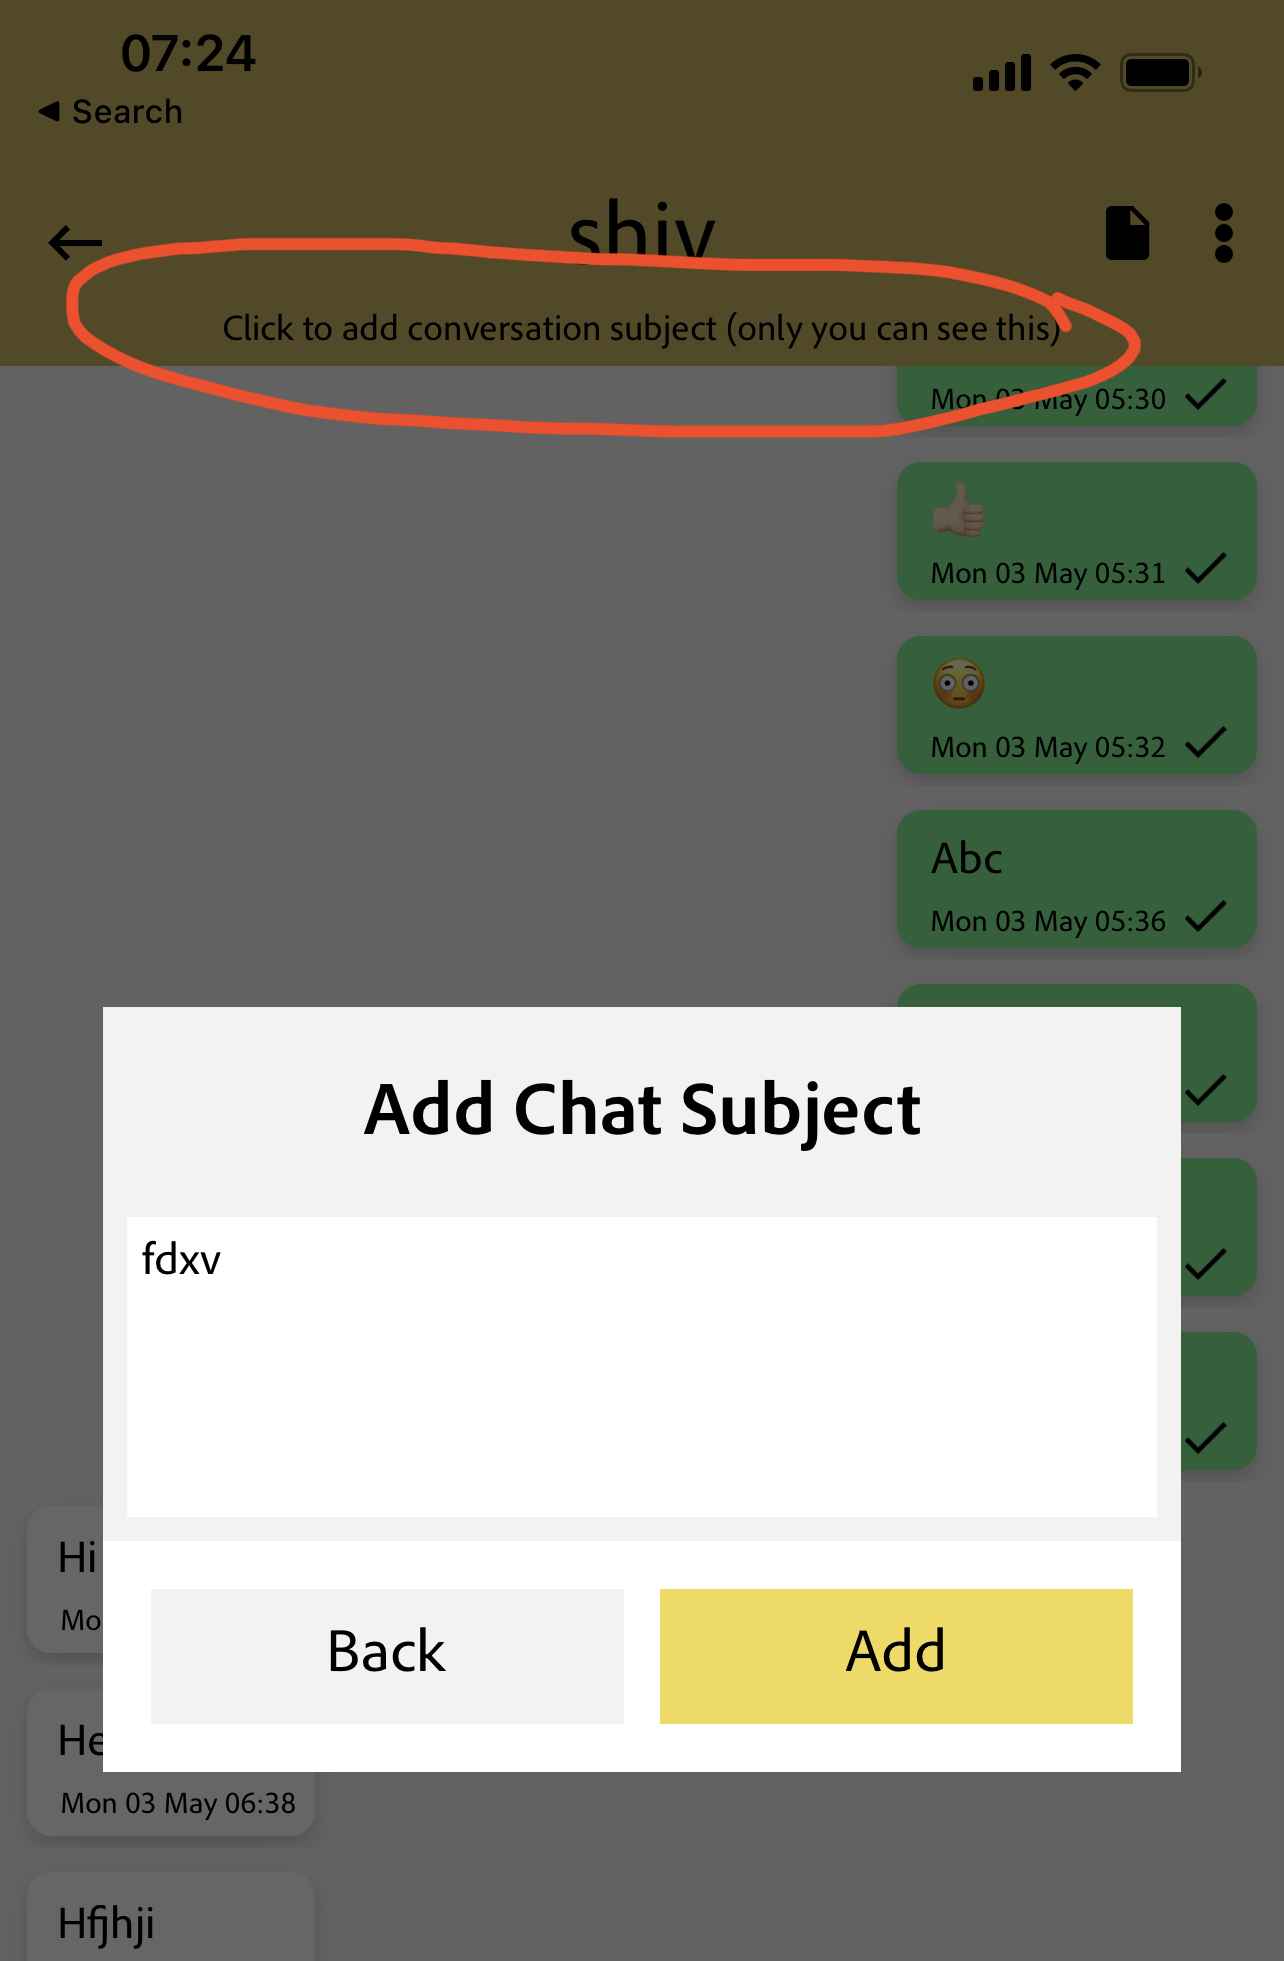 07:24
Search
shiv
Click to add conversation subject (only you can see this)
Mon 03 May 05:30
👍🏻
Mon 03 May 05:31
😳
Mon 03 May 05:32
Abc
Mon 03 May 05:36
Add Chat Subject
fdxv
Hi
Mo
Back
Add
He
Mon 03 May 06:38
Hfjhji